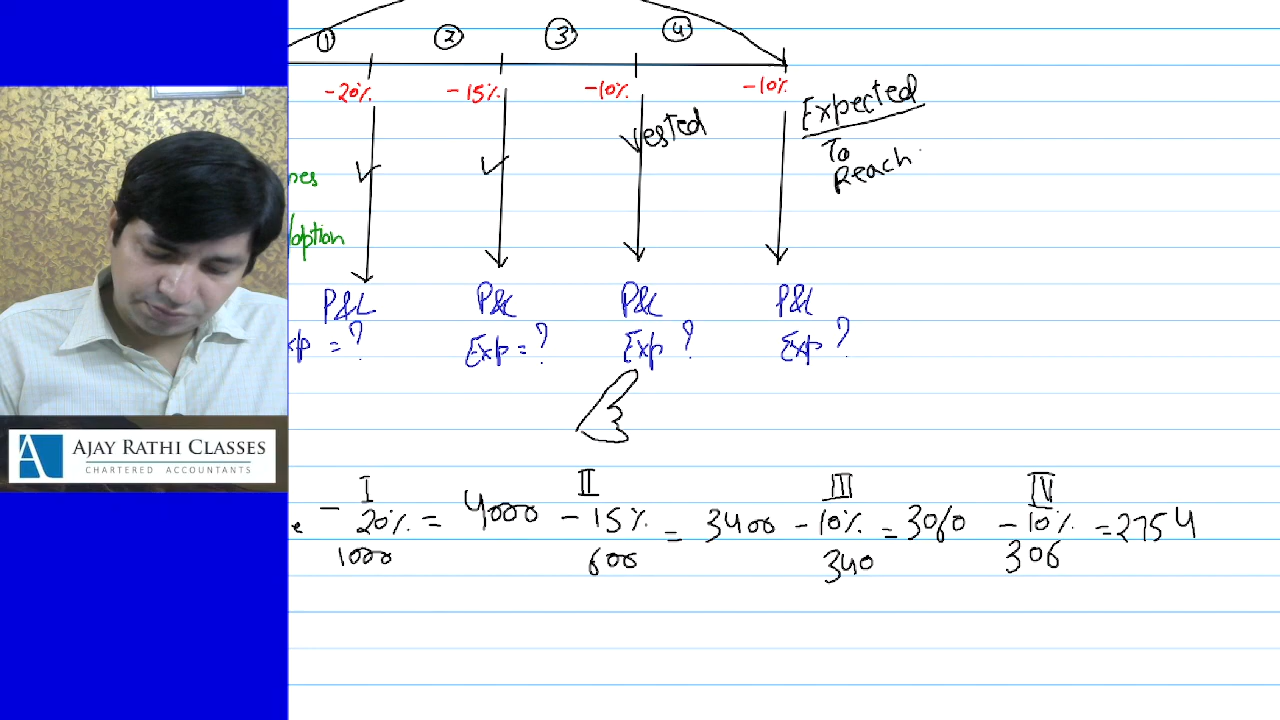 ① ② ③ ④
-20% -15% -10% -10%
Expected
To
Reach
Vested
nes
option
P&L P&L P&L P&L
xp = ? Exp = ? Exp ? Exp ?
AJAY RATHI CLASSES
CHARTERED ACCOUNTANTS
I II III IV
e - 20% = 4000 - 15% = 3400 - 10% = 3060 - 10% = 2754
1000 600 340 306